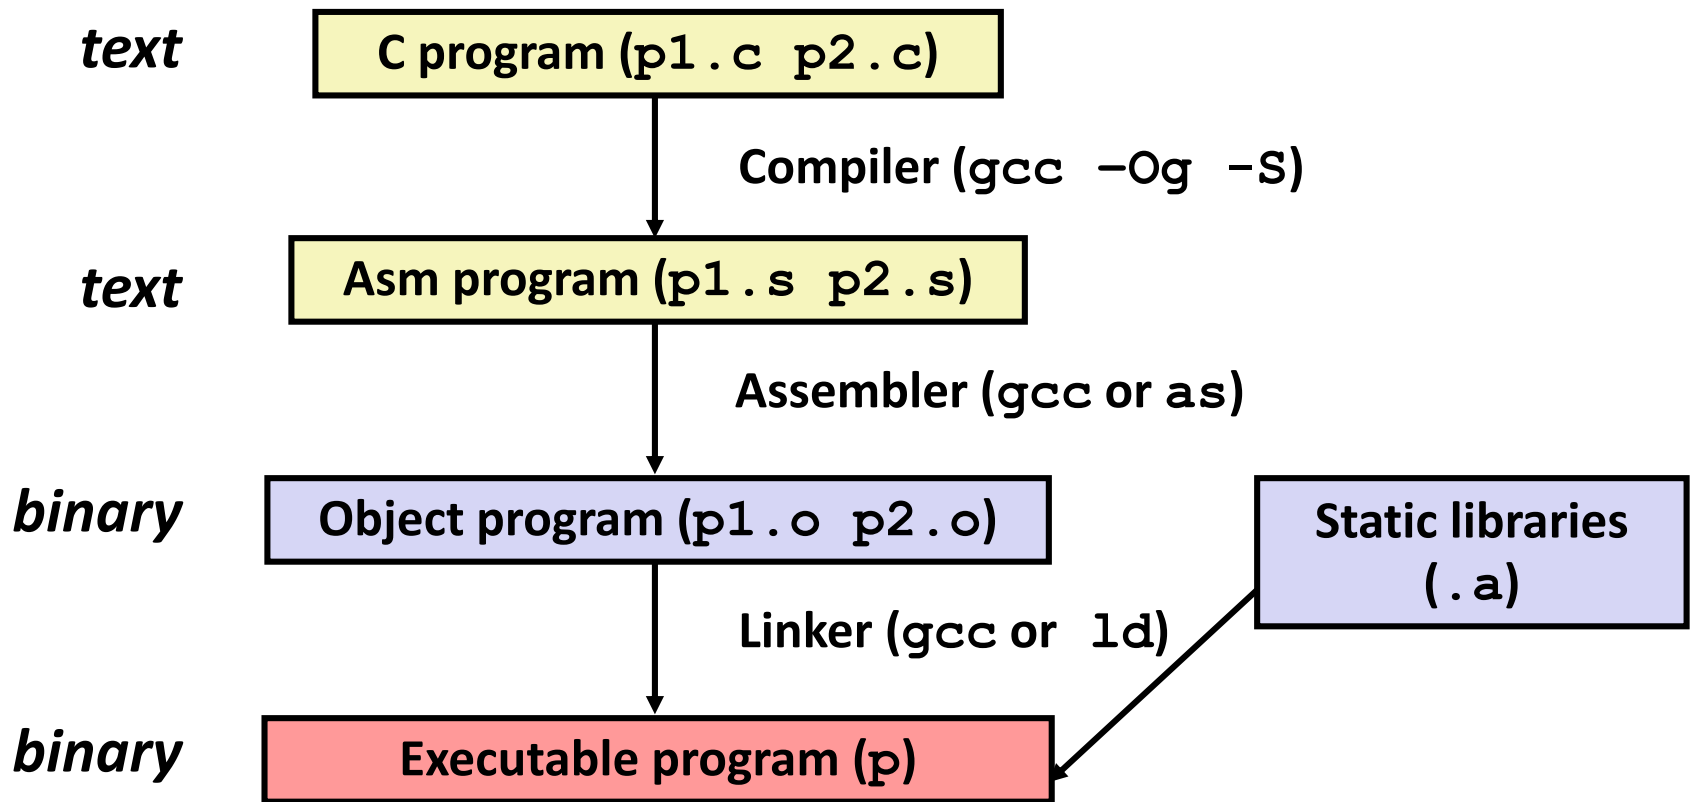 text
C program (p1.c p2.c)
Compiler (gcc –Og -S)
text
Asm program (p1.s p2.s)
Assembler (gcc or as)
binary
Object program (p1.o p2.o)
Static libraries
(.a)
Linker (gcc or ld)
binary
Executable program (p)